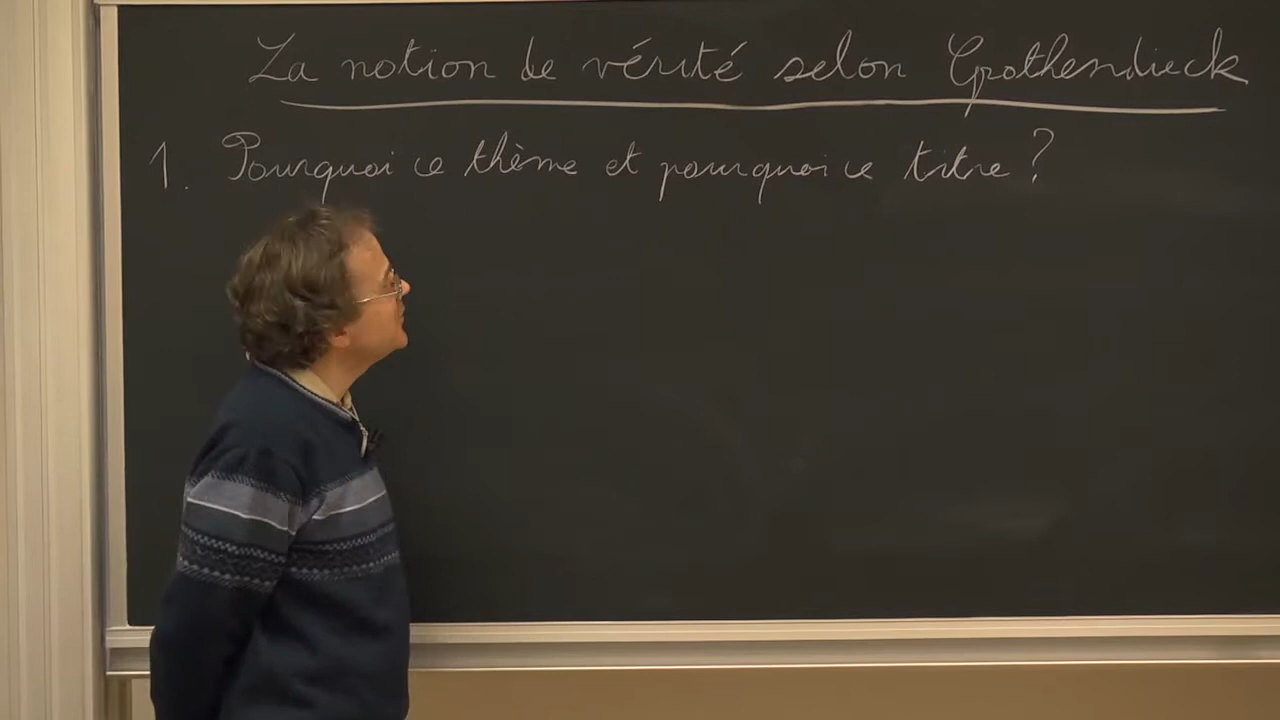 La notion de vérité selon Grothendieck
1. Pourquoi ce thème et pourquoi ce titre ?